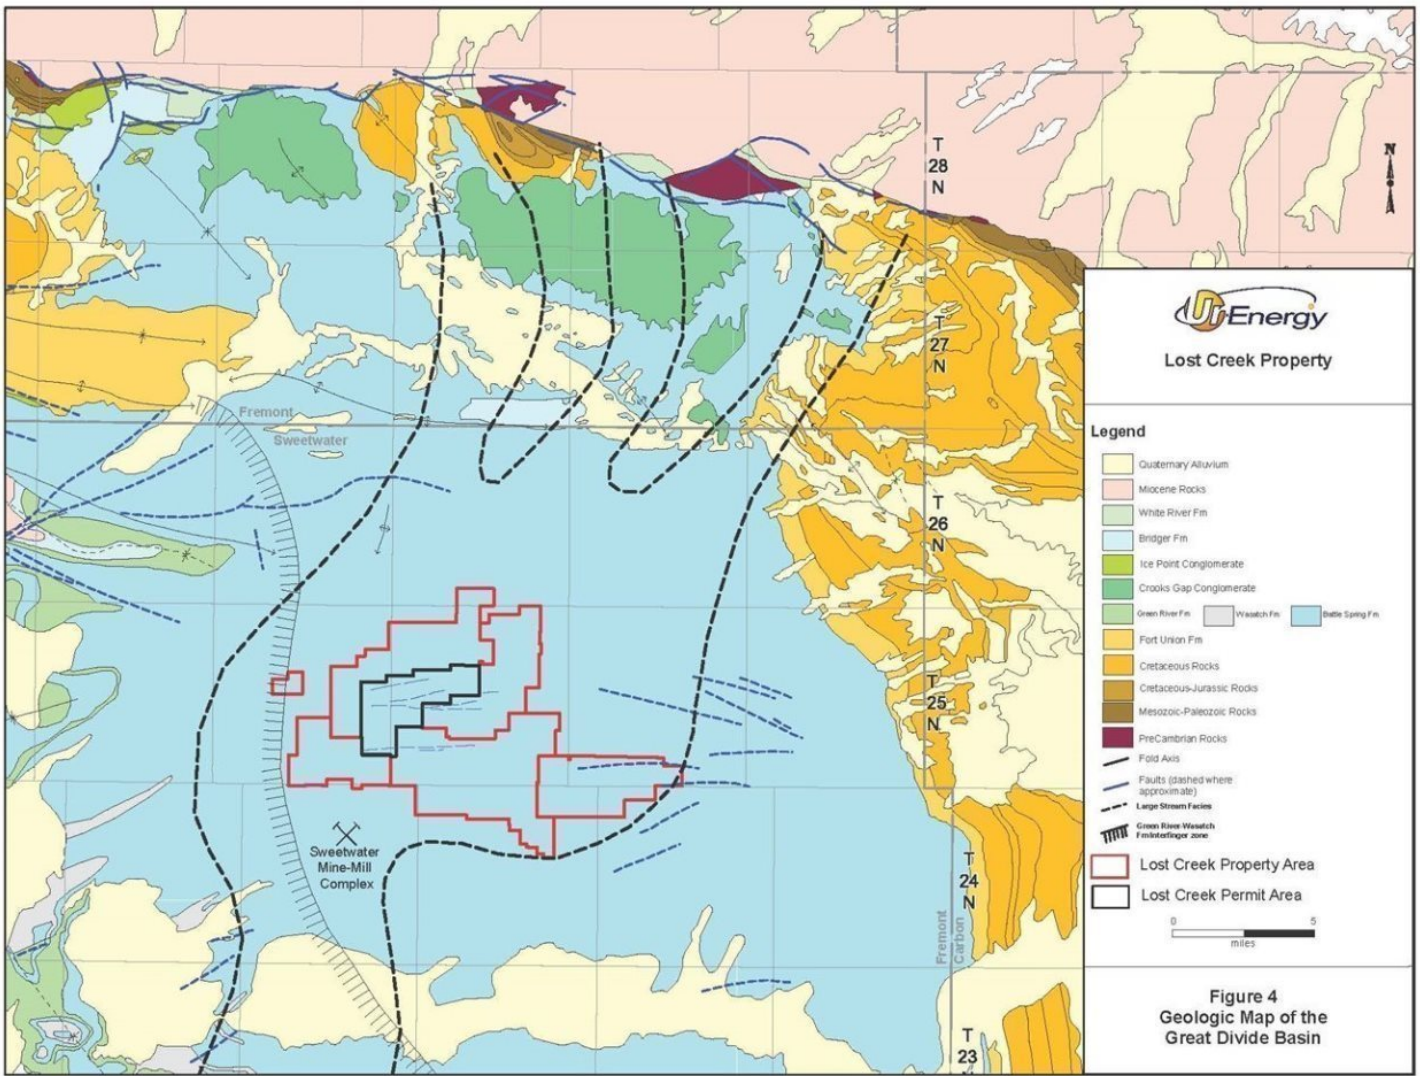 T
28
N
N
T
27
N
Fremont
Sweetwater
T
26
N
T
25
N
Sweetwater
Mine-Mill
Complex
T
24
N
Fremont
Carbon
T
23
N
Ur-Energy
Lost Creek Property
Legend
Quaternary Alluvium
Miocene Rocks
White River Fm
Bridger Fm
Ice Point Conglomerate
Crooks Gap Conglomerate
Green River Fm Wasatch Fm Battle Spring Fm
Fort Union Fm
Cretaceous Rocks
Cretaceous-Jurassic Rocks
Mesozoic-Paleozoic Rocks
PreCambrian Rocks
Fold Axis
Faults (dashed where
approximate)
Large Stream Facies
Green River-Wasatch
Fm Interfinger zone
Lost Creek Property Area
Lost Creek Permit Area
0 5
miles
Figure 4
Geologic Map of the
Great Divide Basin